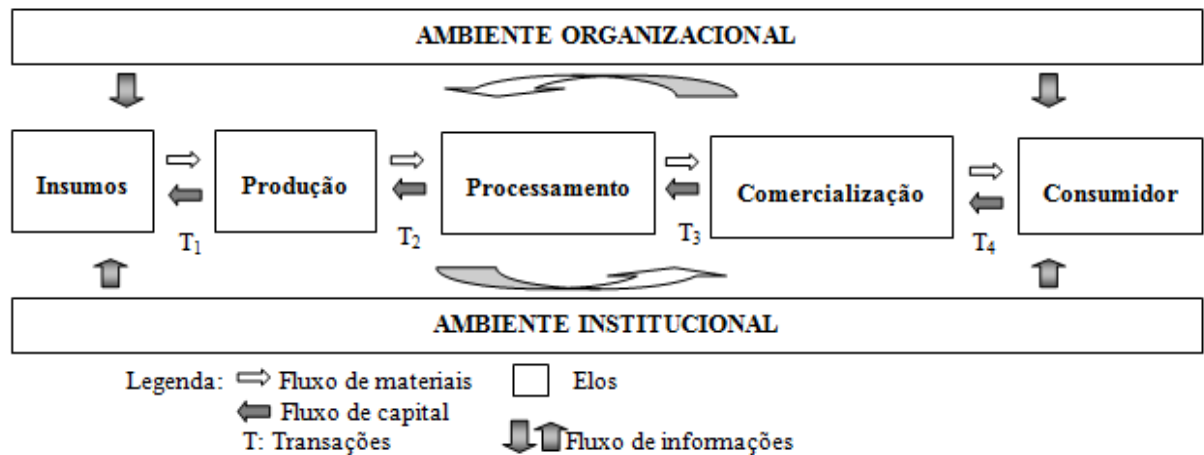 AMBIENTE ORGANIZACIONAL
Insumos
Produção
Processamento
Comercialização
Consumidor
T1
T2
T3
T4
AMBIENTE INSTITUCIONAL
Legenda: Fluxo de materiais Elos
Fluxo de capital
T: Transações Fluxo de informações